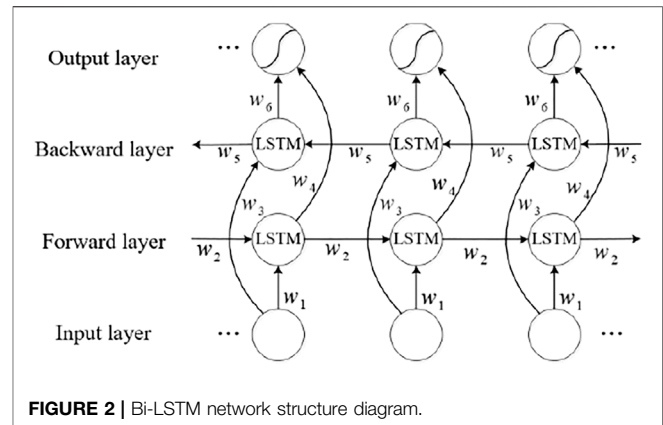 Output layer ... ...
w6 w6 w6
Backward layer LSTM LSTM LSTM
w5 w5 w5 w5
w4 w4 w4
w3 w3 w3
Forward layer LSTM LSTM LSTM
w2 w2 w2 w2
w1 w1 w1
Input layer ... ...
FIGURE 2 | Bi-LSTM network structure diagram.